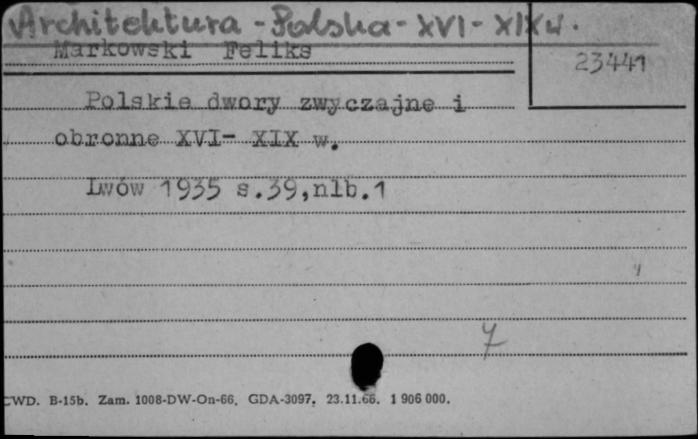 Architektura - Polska - XVI - XIX w.
Markowski Feliks
23441
Polskie dwory zwyczajne i
obronne XVI- XIX w.
Lwów 1935 s.39,nlb.1
7
CWD. B-15b. Zam. 1008-DW-On-66. GDA-3097. 23.11.66. 1 906 000.